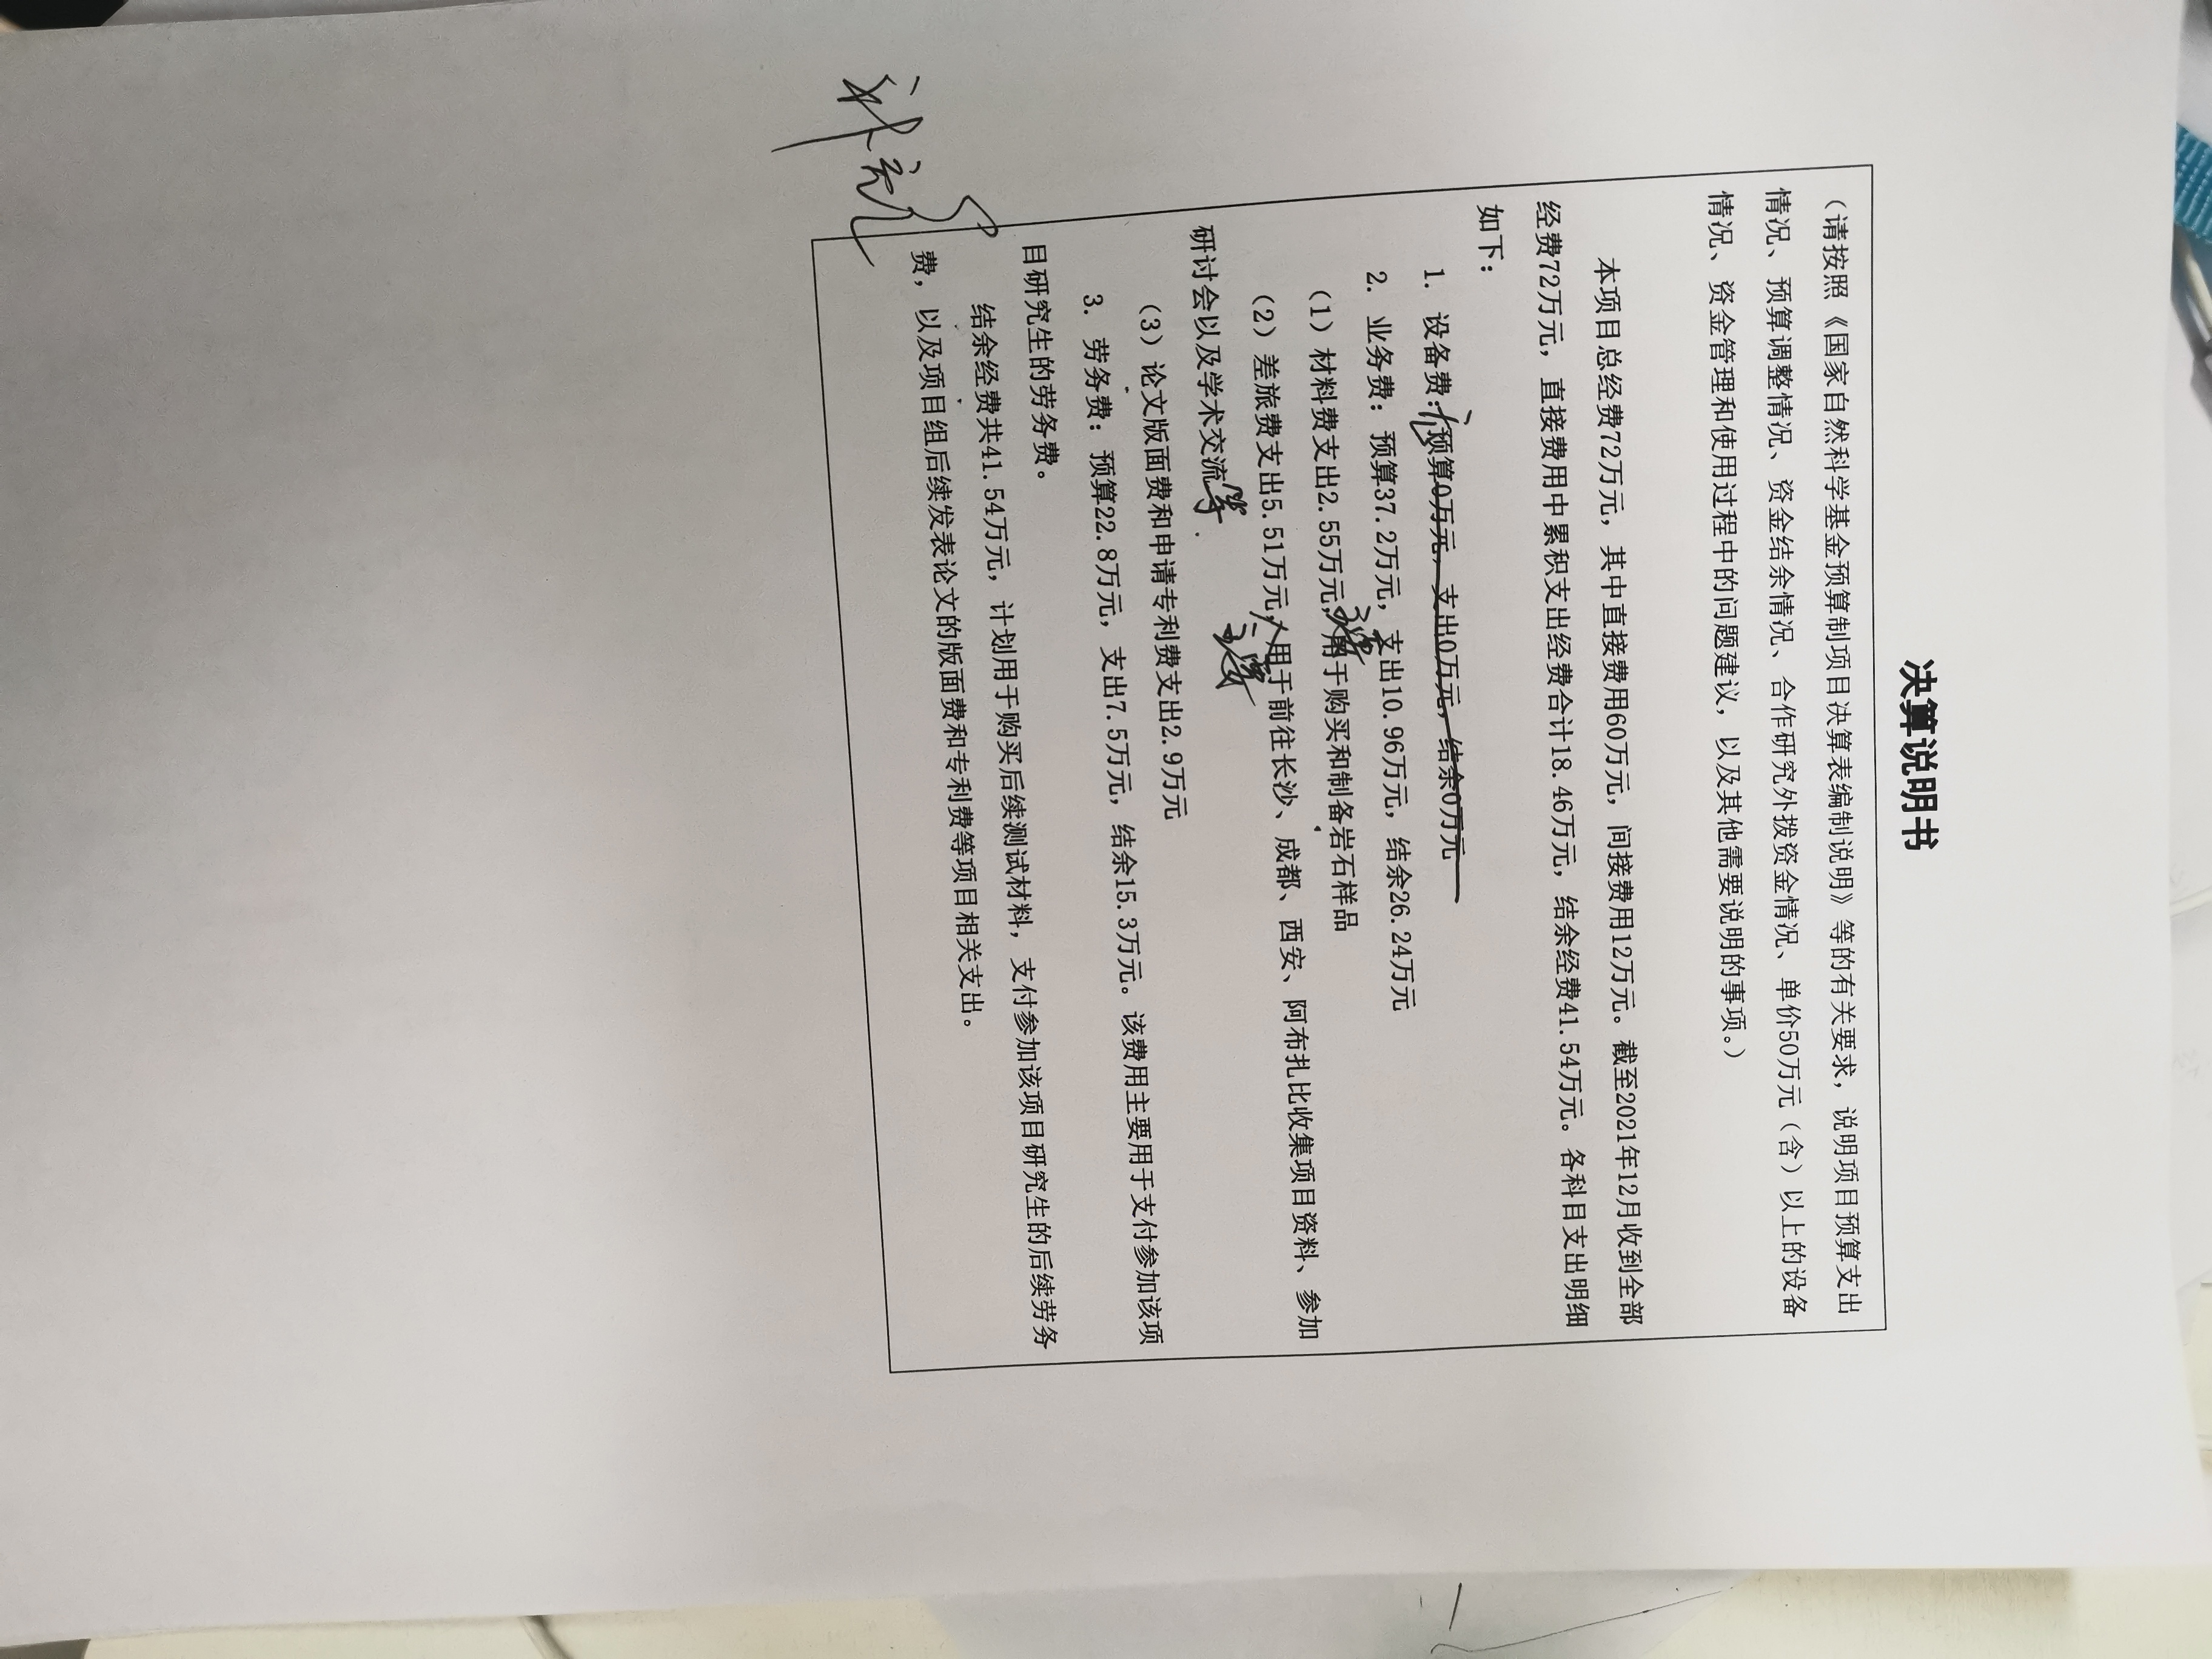 决算说明书
（请按照《国家自然科学基金预算制项目决算表编制说明》等的有关要求，说明项目预算支出
情况、预算调整情况、资金结余情况、合作研究外拨资金情况、单价50万元（含）以上的设备
情况、资金管理和使用过程中的问题建议，以及其他需要说明的事项。）
本项目总经费72万元，其中直接费用60万元，间接费用12万元。截至2021年12月收到全部
经费72万元，直接费用中累积支出经费合计18.46万元，结余经费41.54万元。各科目支出明细
如下：
1. 设备费：预算0万元，支出0万元，结余0万元
2. 业务费：预算37.2万元，支出10.96万元，结余26.24万元
（1）材料费支出2.55万元，主要用于购买和制备岩石样品
（2）差旅费支出5.51万元，主要用于前往长沙、成都、西安、阿布扎比收集项目资料、参加
研讨会以及学术交流等
（3）论文版面费和申请专利费支出2.9万元
3. 劳务费：预算22.8万元，支出7.5万元，结余15.3万元。该费用主要用于支付参加该项
目研究生的劳务费。
结余经费共41.54万元，计划用于购买后续测试材料，支付参加该项目研究生的后续劳务
费，以及项目组后续发表论文的版面费和专利费等项目相关支出。